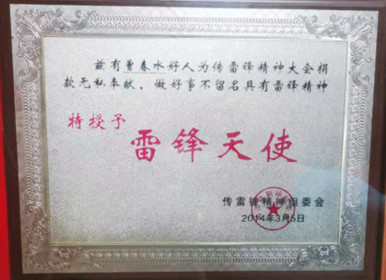 兹有董春水好人为传雷锋精神大会捐
款无私奉献，做好事不留名具有雷锋精神
特授予
雷锋天使
传雷锋精神组委会
2014年3月5日